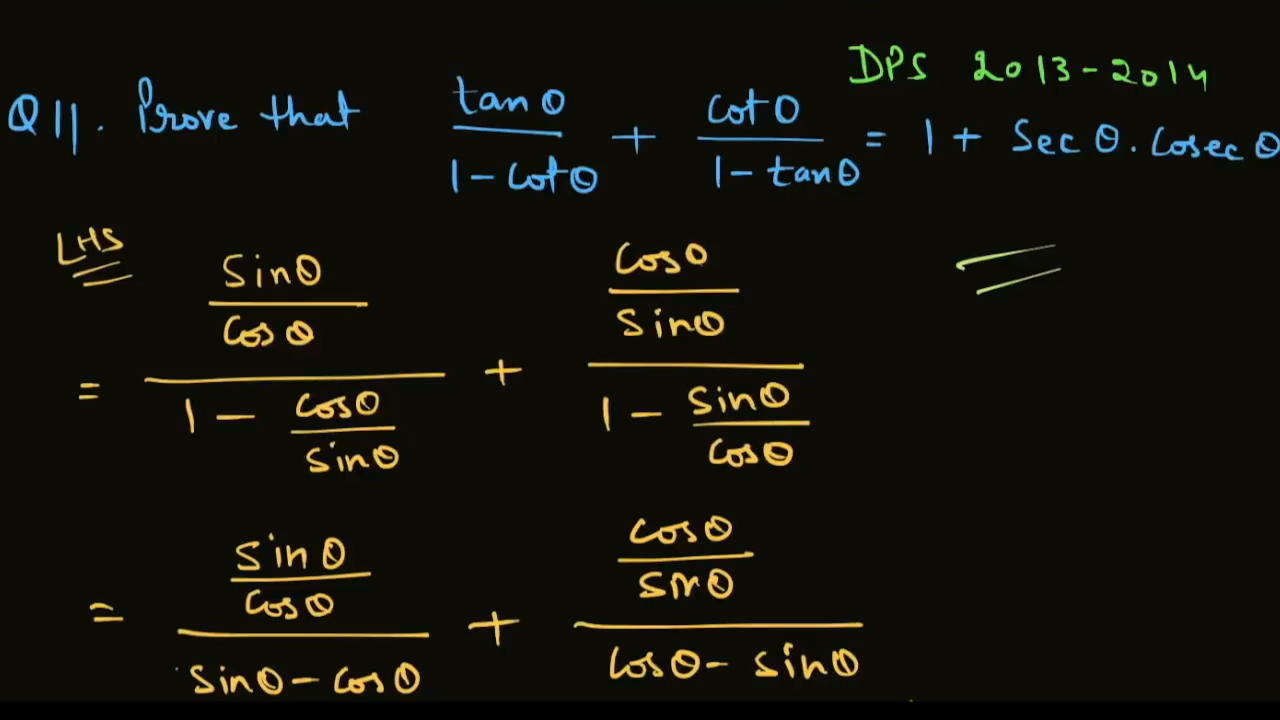 DPS 2013-2014
Q11. Prove that tanθ / 1 - cotθ + cotθ / 1 - tanθ = 1 + Secθ . Cosecθ
LHS
= Sinθ / Cosθ / 1 - Cosθ / Sinθ + Cosθ / Sinθ / 1 - Sinθ / Cosθ
= Sinθ / Cosθ / Sinθ - Cosθ + Cosθ / Sinθ / Cosθ - Sinθ